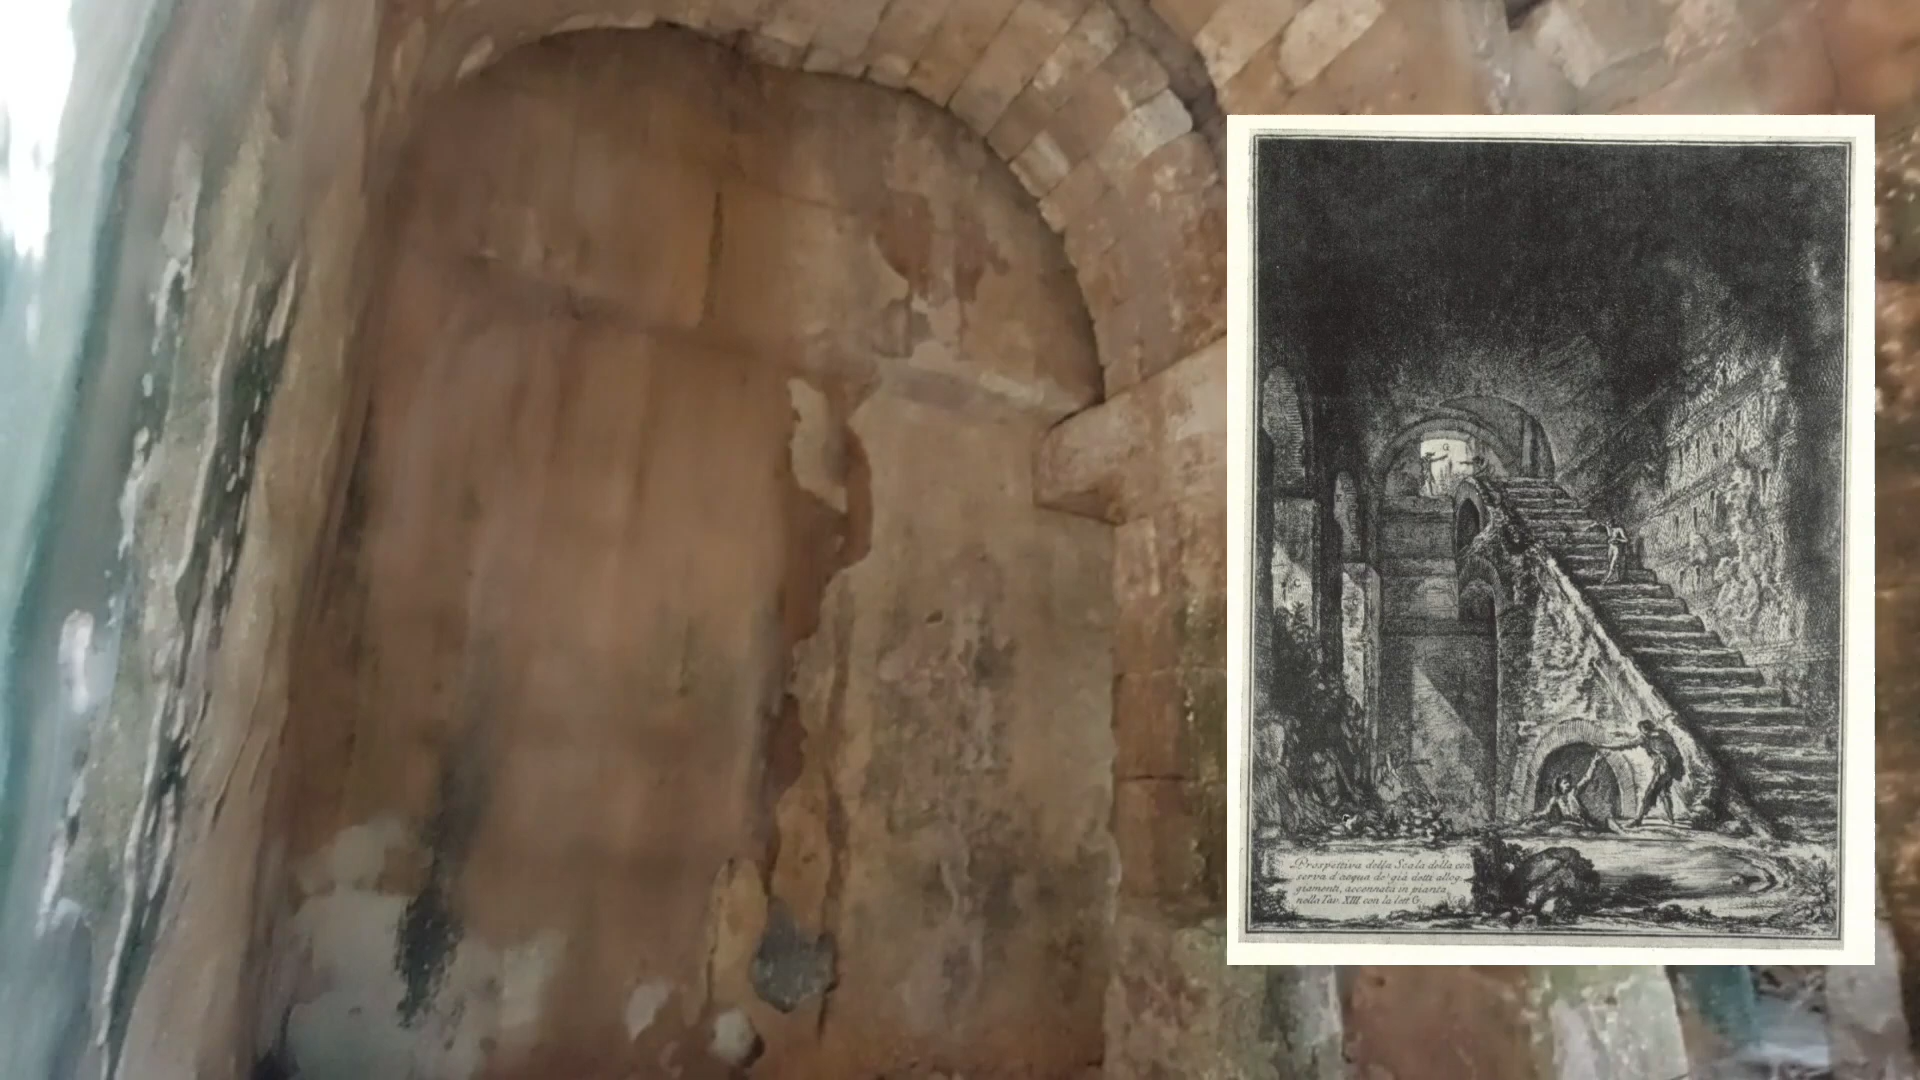 Prospettiva della Scala della con
serva d'acqua de' già detti allog-
giamenti, accennata in pianta
nella Tav. XIII con la lett. G.
G
C